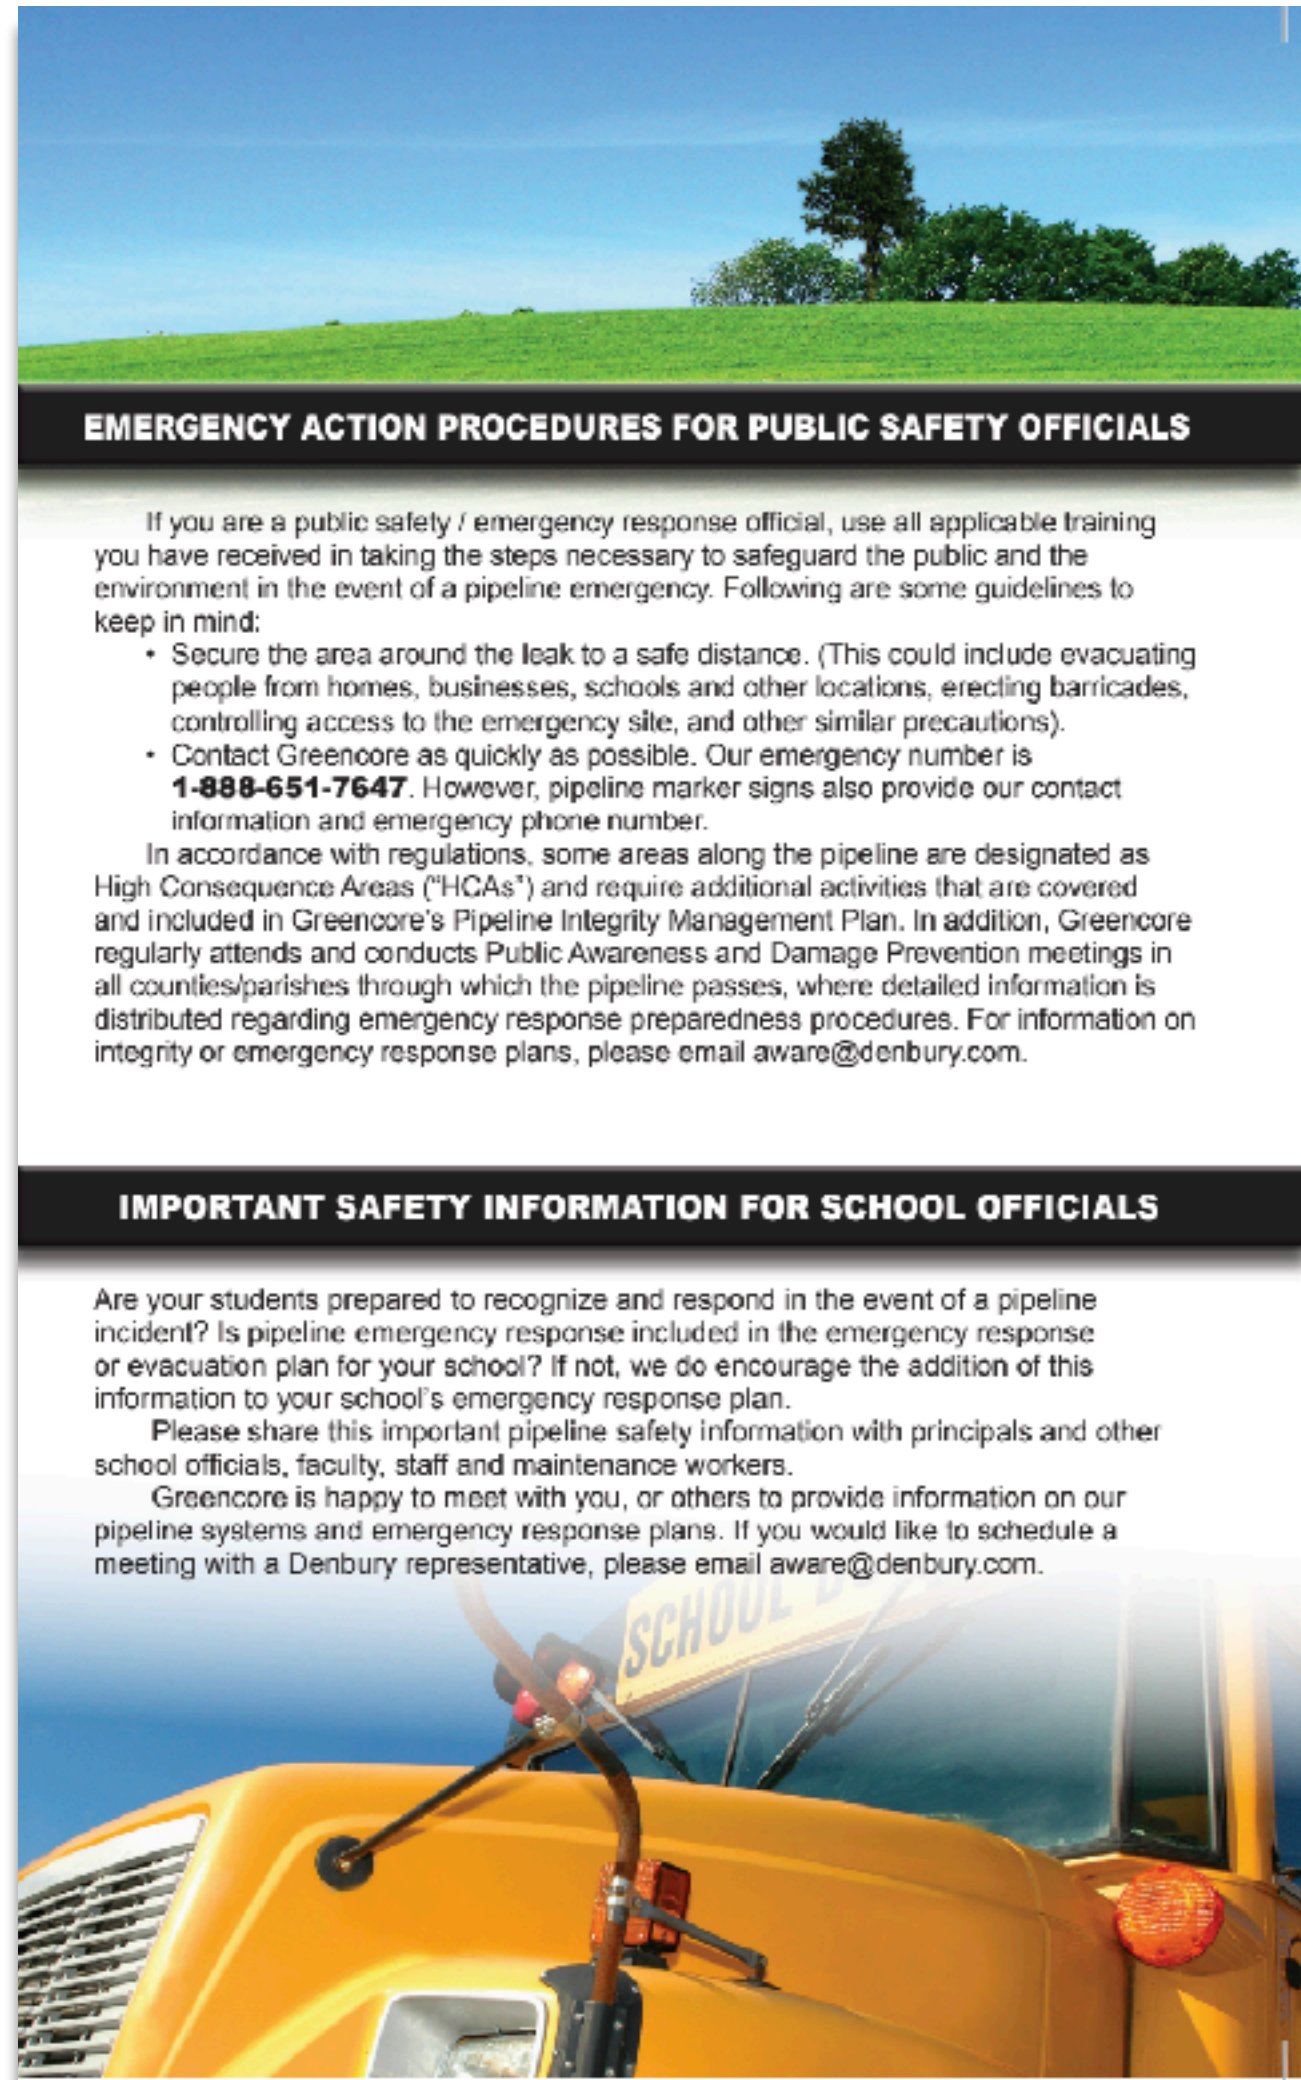 EMERGENCY ACTION PROCEDURES FOR PUBLIC SAFETY OFFICIALS
If you are a public safety / emergency response official, use all applicable training
you have received in taking the steps necessary to safeguard the public and the
environment in the event of a pipeline emergency. Following are some guidelines to
keep in mind:
• Secure the area around the leak to a safe distance. (This could include evacuating
people from homes, businesses, schools and other locations, erecting barricades,
controlling access to the emergency site, and other similar precautions).
• Contact Greencore as quickly as possible. Our emergency number is
1-888-651-7647. However, pipeline marker signs also provide our contact
information and emergency phone number.
In accordance with regulations, some areas along the pipeline are designated as
High Consequence Areas (“HCAs”) and require additional activities that are covered
and included in Greencore’s Pipeline Integrity Management Plan. In addition, Greencore
regularly attends and conducts Public Awareness and Damage Prevention meetings in
all counties/parishes through which the pipeline passes, where detailed information is
distributed regarding emergency response preparedness procedures. For information on
integrity or emergency response plans, please email aware@denbury.com.
IMPORTANT SAFETY INFORMATION FOR SCHOOL OFFICIALS
Are your students prepared to recognize and respond in the event of a pipeline
incident? Is pipeline emergency response included in the emergency response
or evacuation plan for your school? If not, we do encourage the addition of this
information to your school’s emergency response plan.
Please share this important pipeline safety information with principals and other
school officials, faculty, staff and maintenance workers.
Greencore is happy to meet with you, or others to provide information on our
pipeline systems and emergency response plans. If you would like to schedule a
meeting with a Denbury representative, please email aware@denbury.com.
SCHOOL